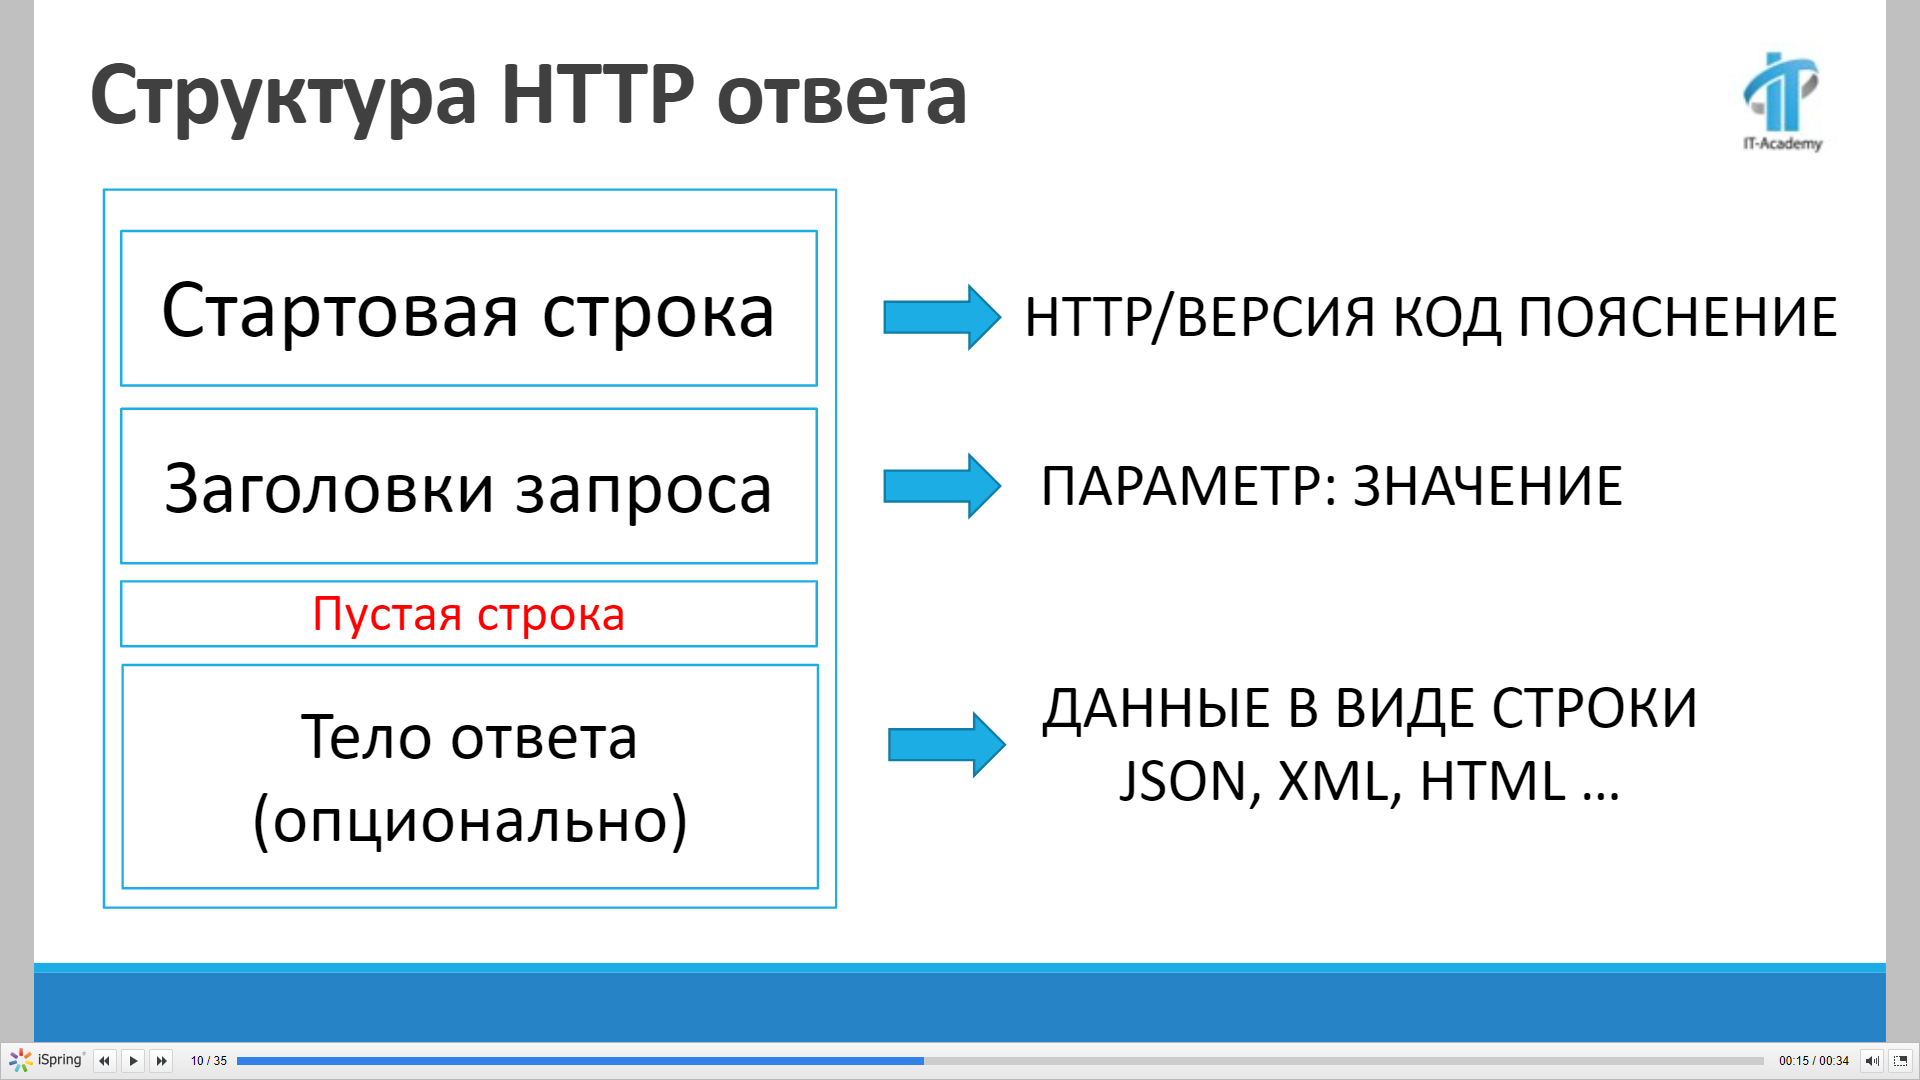 Структура HTTP ответа
IT-Academy
Стартовая строка
HTTP/ВЕРСИЯ КОД ПОЯСНЕНИЕ
Заголовки запроса
ПАРАМЕТР: ЗНАЧЕНИЕ
Пустая строка
Тело ответа
(опционально)
ДАННЫЕ В ВИДЕ СТРОКИ
JSON, XML, HTML ...
iSpring
10 / 35
00:15 / 00:34